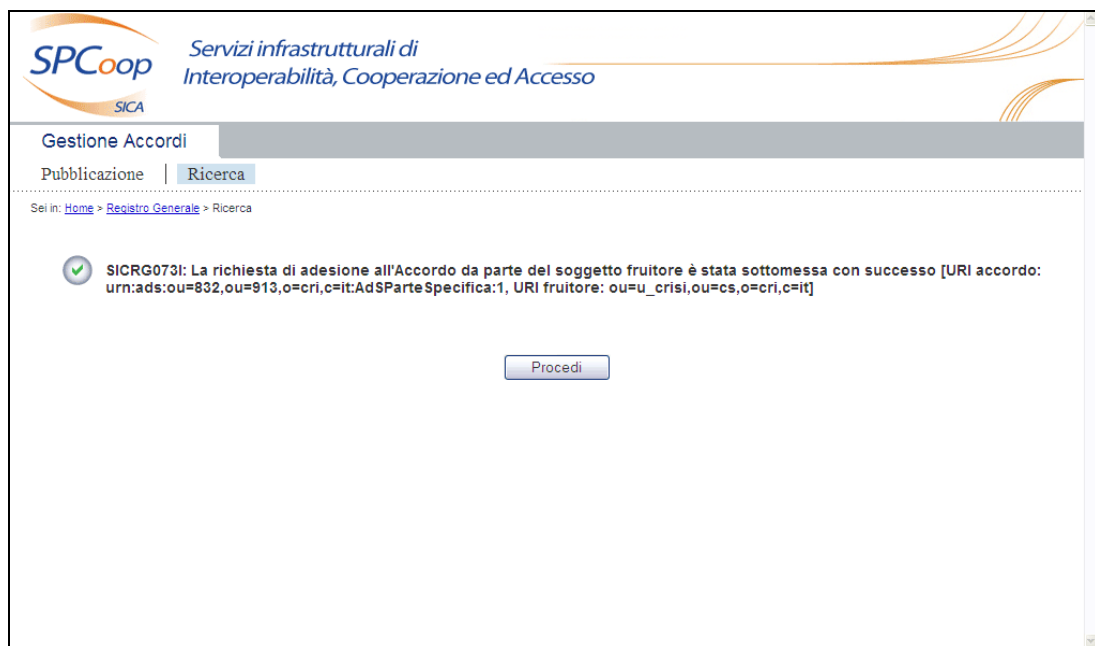 SPCoop
SICA
Servizi infrastrutturali di
Interoperabilità, Cooperazione ed Accesso
Gestione Accordi
Pubblicazione | Ricerca
Sei in: Home > Registro Generale > Ricerca
SICRG073I: La richiesta di adesione all'Accordo da parte del soggetto fruitore è stata sottomessa con successo [URI accordo:
urn:ads:ou=832,ou=913,o=cri,c=it:AdSParteSpecifica:1, URI fruitore: ou=u_crisi,ou=cs,o=cri,c=it]
Procedi